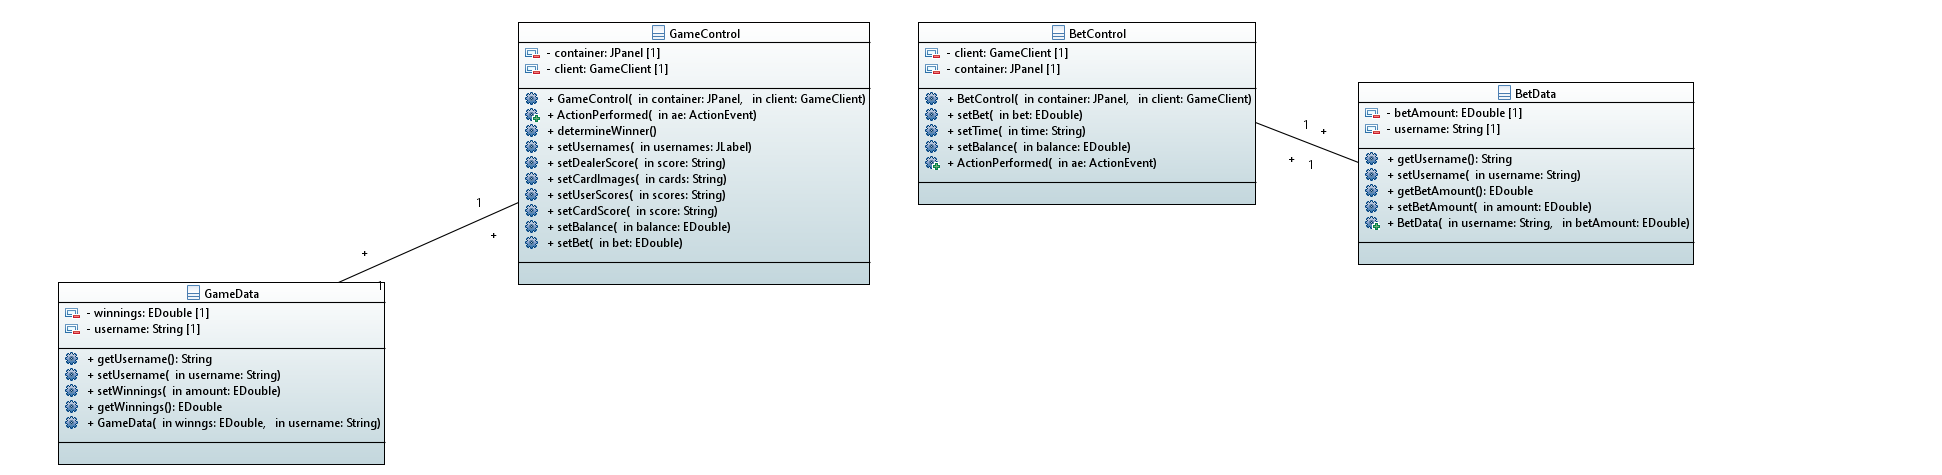 GameControl
- container: JPanel [1]
- client: GameClient [1]
+ GameControl( in container: JPanel, in client: GameClient)
+ ActionPerformed( in ae: ActionEvent)
+ determineWinner()
+ setUsernames( in usernames: JLabel)
+ setDealerScore( in score: String)
+ setCardImages( in cards: String)
+ setUserScores( in scores: String)
+ setCardScore( in score: String)
+ setBalance( in balance: EDouble)
+ setBet( in bet: EDouble)
BetControl
- client: GameClient [1]
- container: JPanel [1]
+ BetControl( in container: JPanel, in client: GameClient)
+ setBet( in bet: EDouble)
+ setTime( in time: String)
+ setBalance( in balance: EDouble)
+ ActionPerformed( in ae: ActionEvent)
1
+
+
1
BetData
- betAmount: EDouble [1]
- username: String [1]
+ getUsername(): String
+ setUsername( in username: String)
+ getBetAmount(): EDouble
+ setBetAmount( in amount: EDouble)
+ BetData( in username: String, in betAmount: EDouble)
1
+
+
1
GameData
- winnings: EDouble [1]
- username: String [1]
+ getUsername(): String
+ setUsername( in username: String)
+ setWinnings( in amount: EDouble)
+ getWinnings(): EDouble
+ GameData( in winngs: EDouble, in username: String)